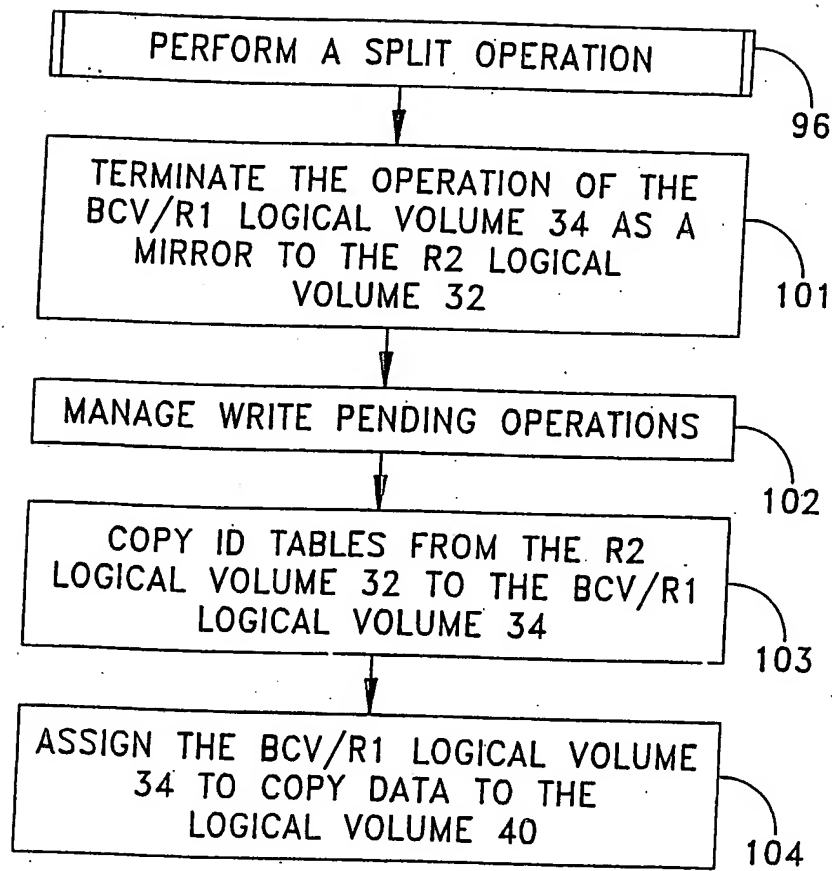 PERFORM A SPLIT OPERATION
96
TERMINATE THE OPERATION OF THE
BCV/R1 LOGICAL VOLUME 34 AS A
MIRROR TO THE R2 LOGICAL
VOLUME 32
101
MANAGE WRITE PENDING OPERATIONS
102
COPY ID TABLES FROM THE R2
LOGICAL VOLUME 32 TO THE BCV/R1
LOGICAL VOLUME 34
103
ASSIGN THE BCV/R1 LOGICAL VOLUME
34 TO COPY DATA TO THE
LOGICAL VOLUME 40
104